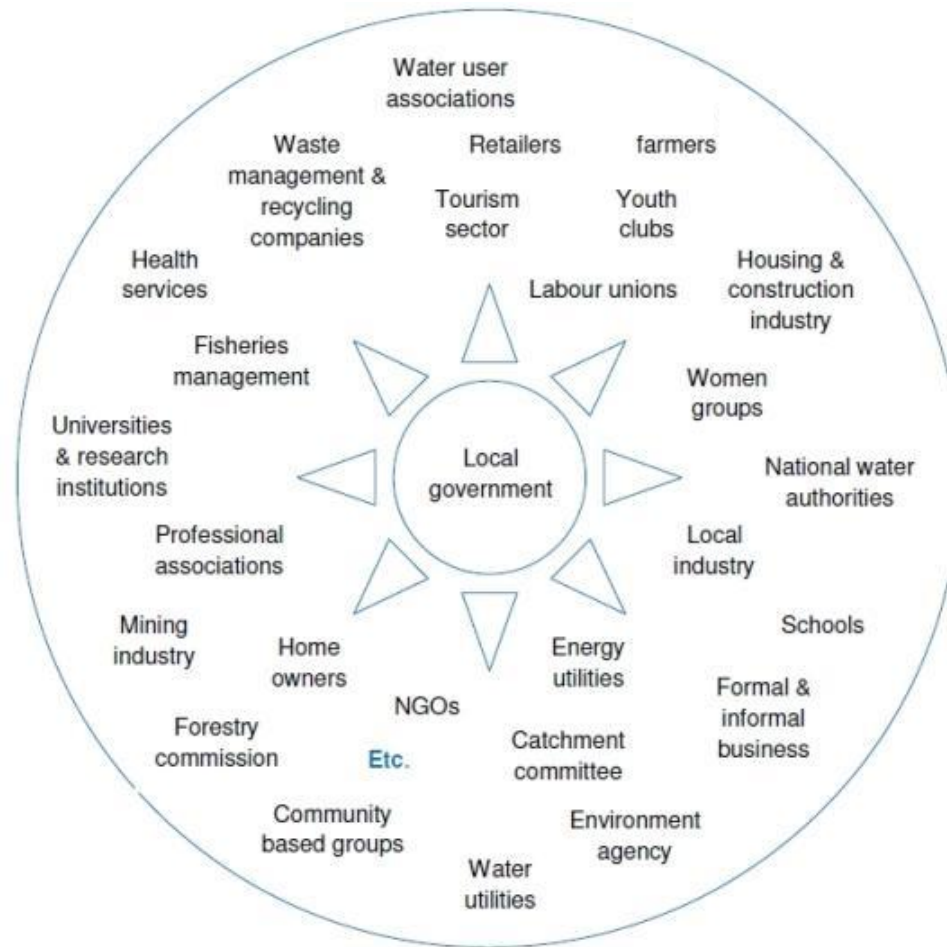 Water user
associations
Waste
management &
recycling
companies
Retailers
farmers
Tourism
sector
Youth
clubs
Health
services
Labour unions
Housing &
construction
industry
Fisheries
management
Women
groups
Universities
& research
institutions
Local
government
National water
authorities
Professional
associations
Local
industry
Mining
industry
Home
owners
Energy
utilities
Schools
NGOs
Formal &
informal
business
Forestry
commission
Etc.
Catchment
committee
Community
based groups
Environment
agency
Water
utilities